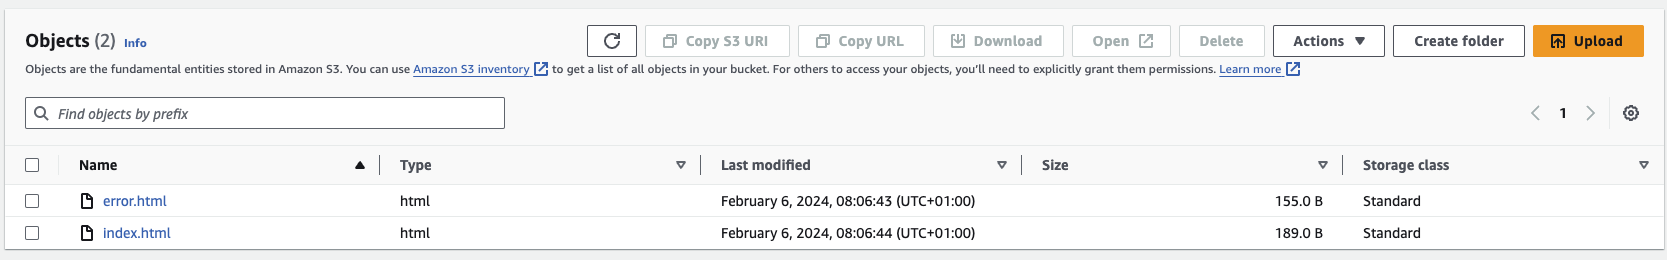 Objects (2) Info Copy S3 URI Copy URL Download Open Delete Actions Create folder Upload
Objects are the fundamental entities stored in Amazon S3. You can use Amazon S3 inventory to get a list of all objects in your bucket. For others to access your objects, you'll need to explicitly grant them permissions. Learn more
Find objects by prefix 1
Name Type Last modified Size Storage class
error.html html February 6, 2024, 08:06:43 (UTC+01:00) 155.0 B Standard
index.html html February 6, 2024, 08:06:44 (UTC+01:00) 189.0 B Standard